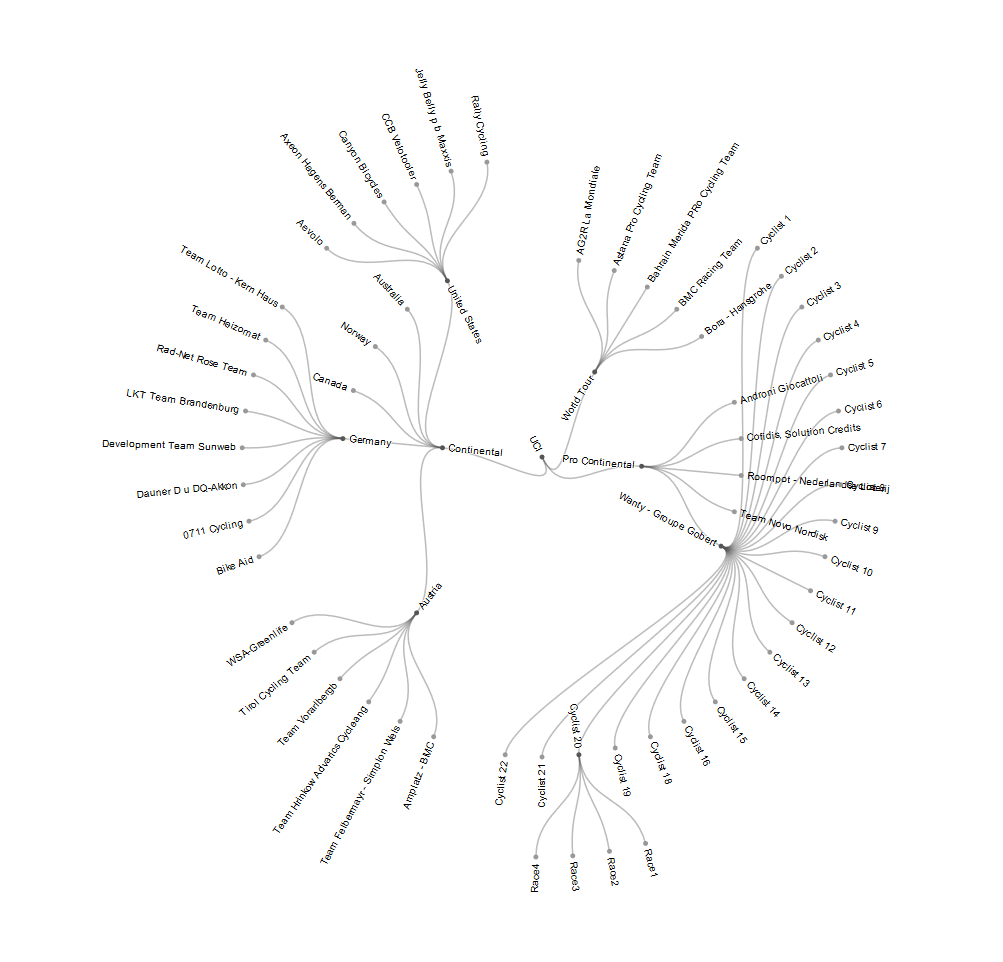 UCI
Continental
United States
Rally Cycling
Jelly Belly p b Maxxis
CCB Velotooler
Canyon Bicycles
Axeon Hagens Berman
Aevolo
Australia
Norway
Canada
Germany
Team Lotto - Kern Haus
Team Heizomat
Rad-Net Rose Team
LKT Team Brandenburg
Development Team Sunweb
Dauner D u DQ-Akkon
0711 Cycling
Bike Aid
Austria
WSA-Greenlife
Tirol Cycling Team
Team Vorarlbergb
Team Hrinkow Advarics Cycleang
Team Felbermayr - Simplon Wels
Amplatz - BMC
World Tour
AG2R La Mondiale
Astana Pro Cycling Team
Bahrain Merida PRo Cycling Team
BMC Racing Team
Bora - Hansgrohe
Pro Continental
Androni Giocattoli
Cofidis, Solution Credits
Roompot - Nederlandse Loterij
Team Novo Nordisk
Wanty - Groupe Gobert
Cyclist 1
Cyclist 2
Cyclist 3
Cyclist 4
Cyclist 5
Cyclist 6
Cyclist 7
Cyclist 8
Cyclist 9
Cyclist 10
Cyclist 11
Cyclist 12
Cyclist 13
Cyclist 14
Cyclist 15
Cyclist 16
Cyclist 18
Cyclist 19
Cyclist 20
Cyclist 21
Cyclist 22
Race1
Race2
Race3
Race4